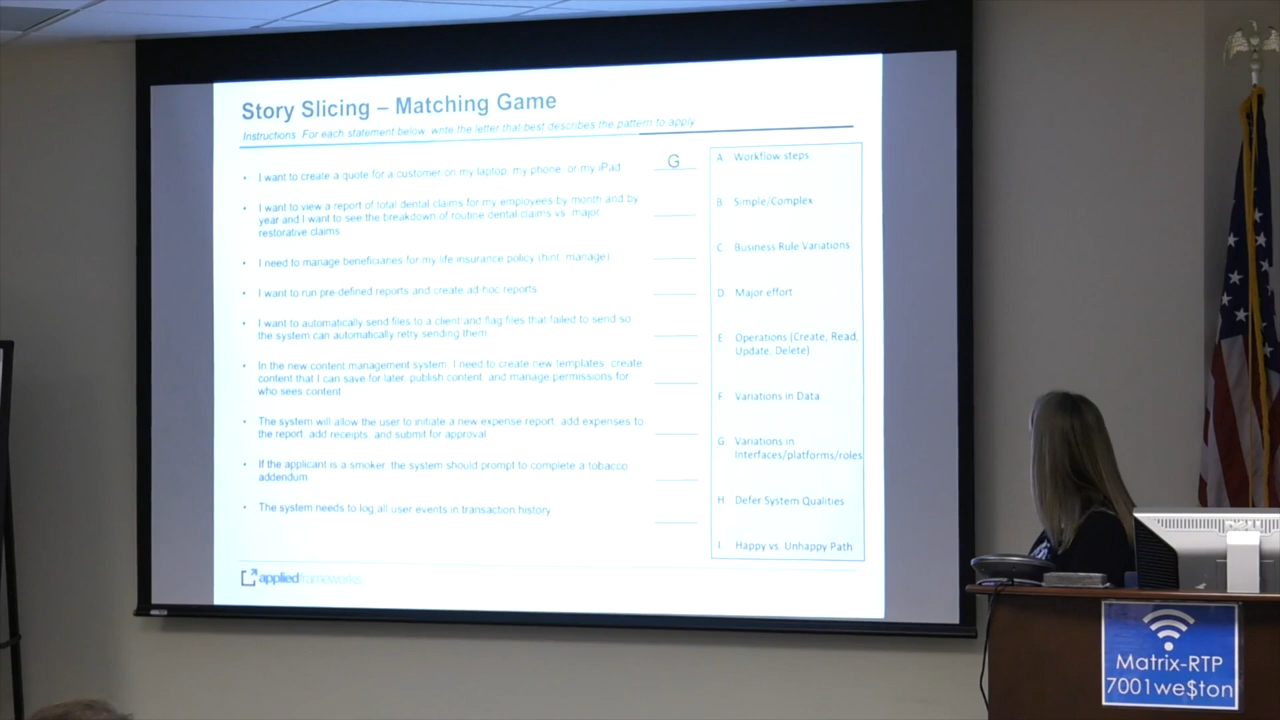 Story Slicing – Matching Game
Instructions: For each statement below, write the letter that best describes the pattern to apply
• I want to create a quote for a customer on my laptop, my phone, or my iPad
G
• I want to view a report of total dental claims for my employees by month and by
year and I want to see the breakdown of routine dental claims vs. major
restorative claims
• I need to manage beneficiaries for my life insurance policy (hint: manage)
• I want to run pre-defined reports and create ad-hoc reports
• I want to automatically send files to a client and flag files that failed to send so
the system can automatically retry sending them
• In the new content management system, I need to create new templates, create
content that I can save for later, publish content, and manage permissions for
who sees content
• The system will allow the user to initiate a new expense report, add expenses to
the report, add receipts, and submit for approval
• If the applicant is a smoker, the system should prompt to complete a tobacco
addendum
• The system needs to log all user events in transaction history
A. Workflow steps
B. Simple/Complex
C. Business Rule Variations
D. Major effort
E. Operations (Create, Read,
Update, Delete)
F. Variations in Data
G. Variations in
Interfaces/platforms/roles
H. Defer System Qualities
I. Happy vs. Unhappy Path
appliedframeworks
Matrix-RTP
7001we$ton